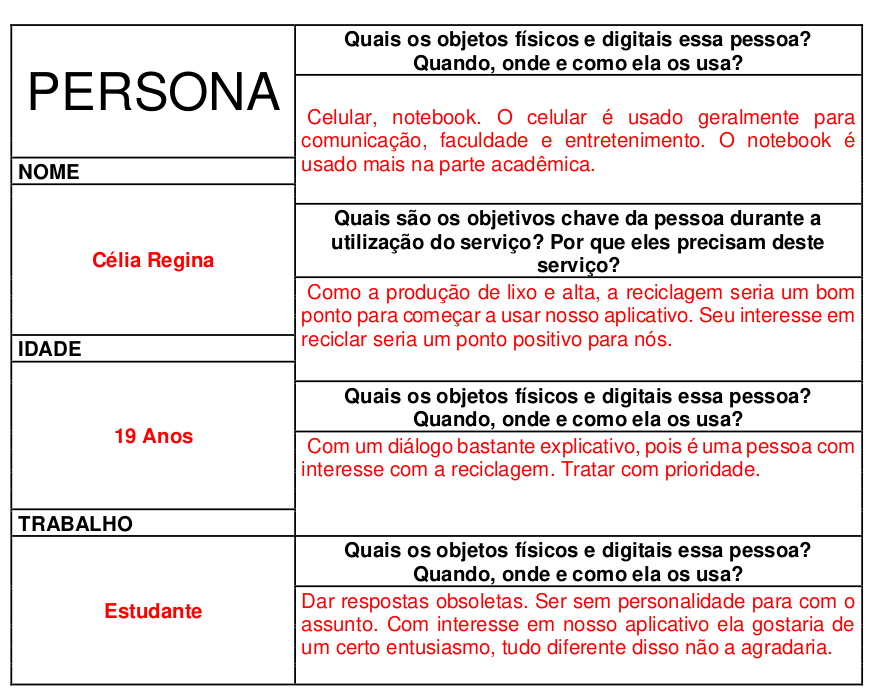 PERSONA
NOME
Célia Regina
IDADE
19 Anos
TRABALHO
Estudante
Quais os objetos físicos e digitais essa pessoa?
Quando, onde e como ela os usa?
Celular, notebook. O celular é usado geralmente para
comunicação, faculdade e entretenimento. O notebook é
usado mais na parte acadêmica.
Quais são os objetivos chave da pessoa durante a
utilização do serviço? Por que eles precisam deste
serviço?
Como a produção de lixo e alta, a reciclagem seria um bom
ponto para começar a usar nosso aplicativo. Seu interesse em
reciclar seria um ponto positivo para nós.
Quais os objetos físicos e digitais essa pessoa?
Quando, onde e como ela os usa?
Com um diálogo bastante explicativo, pois é uma pessoa com
interesse com a reciclagem. Tratar com prioridade.
Quais os objetos físicos e digitais essa pessoa?
Quando, onde e como ela os usa?
Dar respostas obsoletas. Ser sem personalidade para com o
assunto. Com interesse em nosso aplicativo ela gostaria de
um certo entusiasmo, tudo diferente disso não a agradaria.